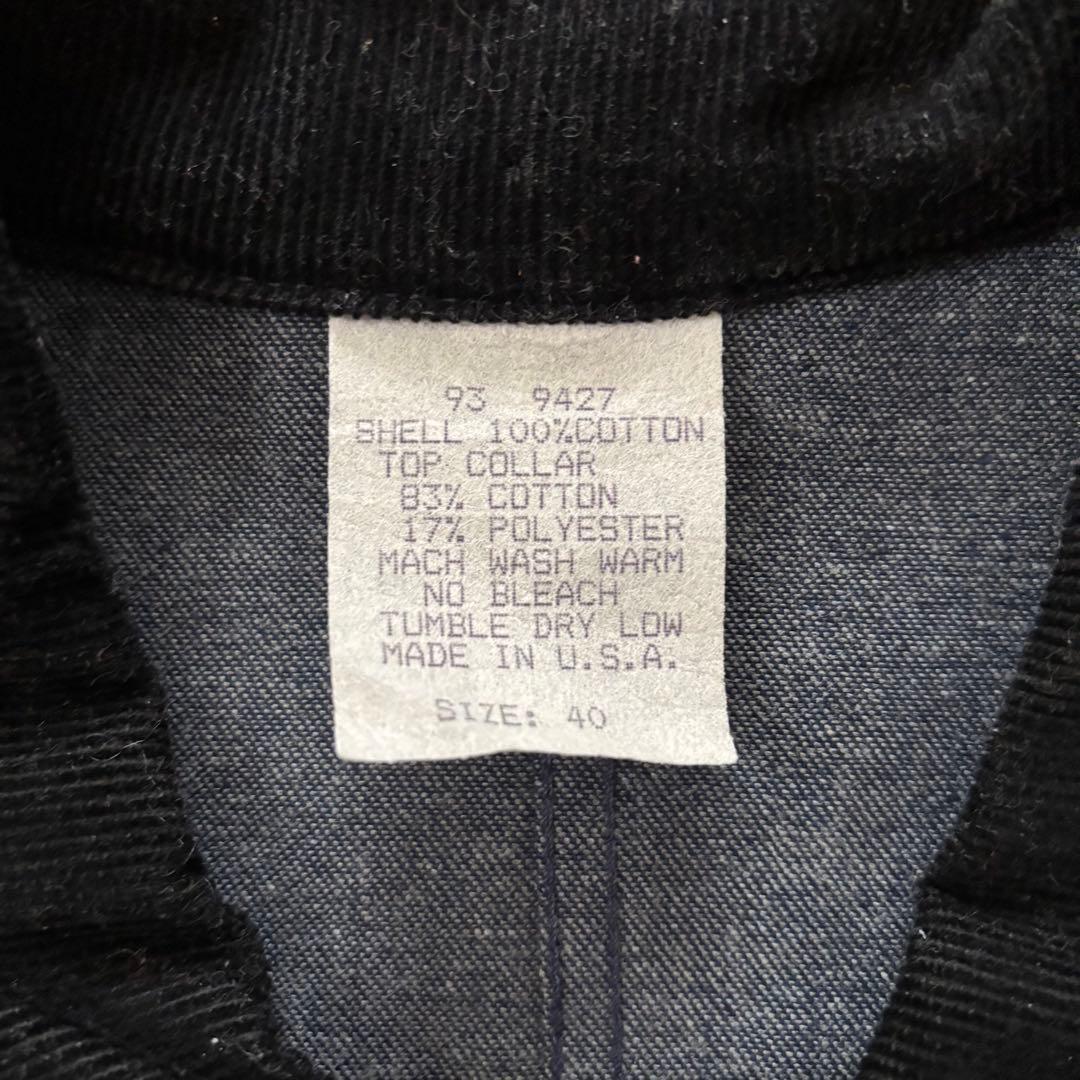 93 9427
SHELL 100%COTTON
TOP COLLAR
83% COTTON
17% POLYESTER
MACH WASH WARM
NO BLEACH
TUMBLE DRY LOW
MADE IN U.S.A.
SIZE: 40